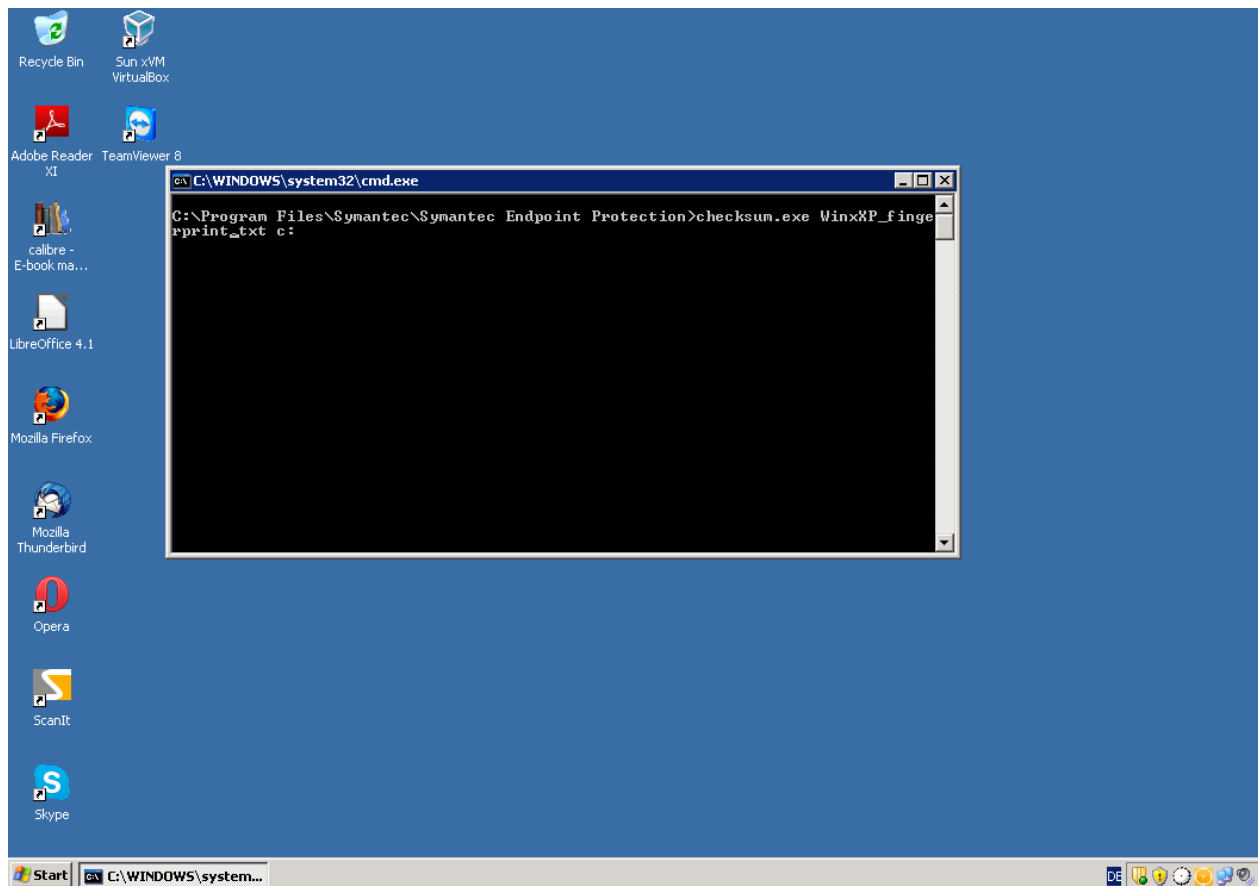 Recycle Bin
Sun xVM
VirtualBox
Adobe Reader
XI
TeamViewer 8
calibre -
E-book ma...
LibreOffice 4.1
Mozilla Firefox
Mozilla
Thunderbird
Opera
ScanIt
Skype
C:\WINDOWS\system32\cmd.exe
C:\Program Files\Symantec\Symantec Endpoint Protection>checksum.exe WinxXP_finge
rprint_txt c:
Start
C:\WINDOWS\system...
DE